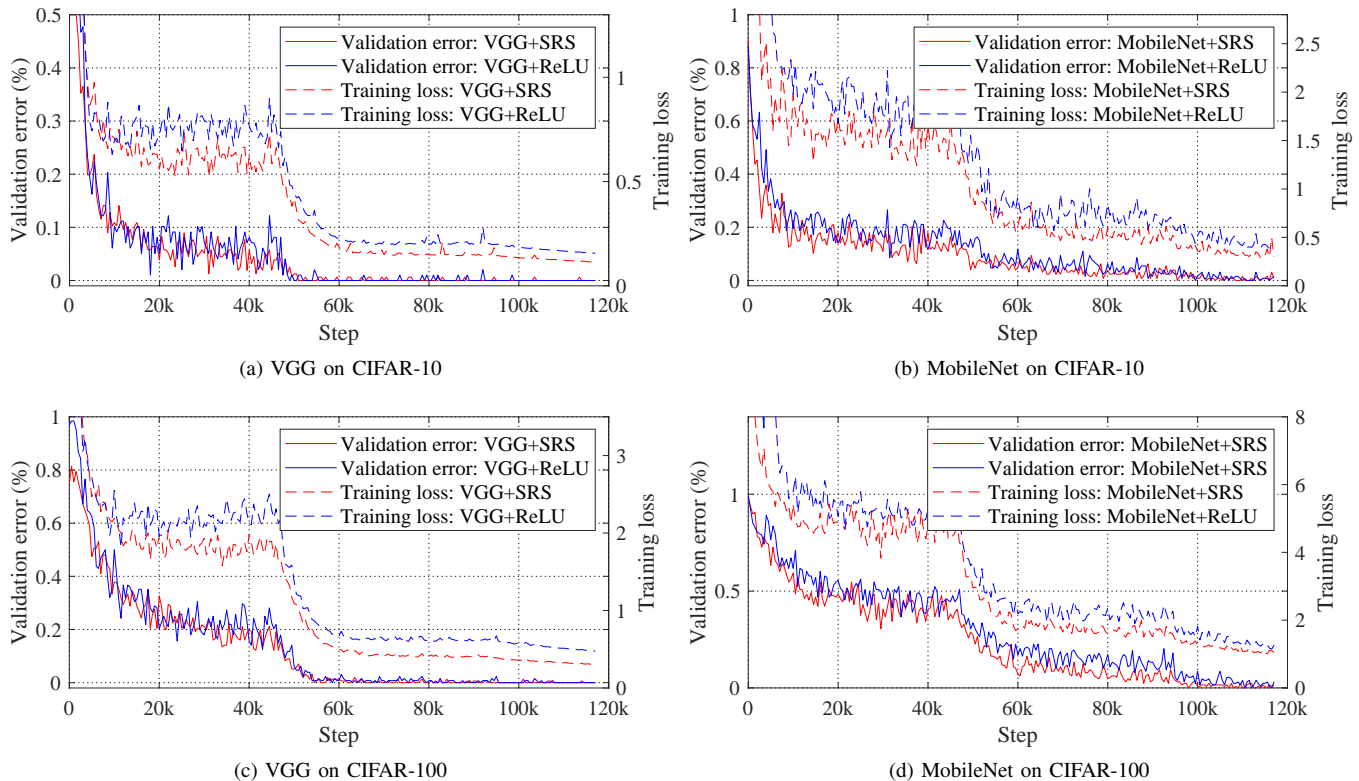 Validation error (%)
0.5
0.4
0.3
0.2
0.1
0
Validation error: VGG+SRS
Validation error: VGG+ReLU
Training loss: VGG+SRS
Training loss: VGG+ReLU
1
0.5
0
Training loss
0 20k 40k 60k 80k 100k 120k
Step
(a) VGG on CIFAR-10
Validation error (%)
1
0.8
0.6
0.4
0.2
0
Validation error: MobileNet+SRS
Validation error: MobileNet+ReLU
Training loss: MobileNet+SRS
Training loss: MobileNet+ReLU
2.5
2
1.5
1
0.5
0
Training loss
0 20k 40k 60k 80k 100k 120k
Step
(b) MobileNet on CIFAR-10
Validation error (%)
1
0.8
0.6
0.4
0.2
0
Validation error: VGG+SRS
Validation error: VGG+ReLU
Training loss: VGG+SRS
Training loss: VGG+ReLU
3
2
1
0
Training loss
0 20k 40k 60k 80k 100k 120k
Step
(c) VGG on CIFAR-100
Validation error (%)
1
0.5
0
Validation error: MobileNet+SRS
Validation error: MobileNet+SRS
Training loss: MobileNet+SRS
Training loss: MobileNet+ReLU
8
6
4
2
0
Training loss
0 20k 40k 60k 80k 100k 120k
Step
(d) MobileNet on CIFAR-100